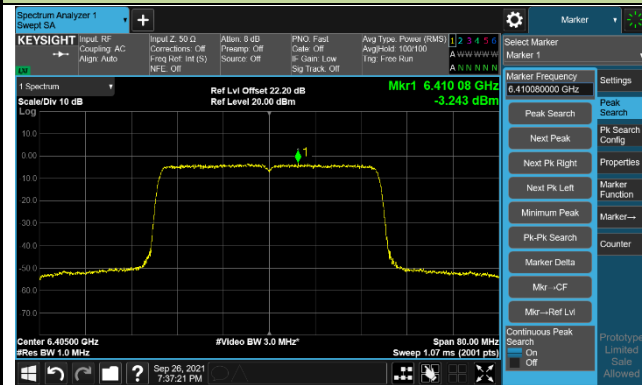 Spectrum Analyzer 1
Swept SA
KEYSIGHT
Input: RF
Coupling: AC
Align: Auto
Input Z: 50 Ω
Corrections: Off
Freq Ref: Int (S)
NFE: Off
Atten: 8 dB
Preamp: Off
Source: Off
PNO: Fast
Gate: Off
IF Gain: Low
Sig Track: Off
Avg Type: Power (RMS)
Avg|Hold: 100/100
Trig: Free Run
1 2 3 4 5 6
A W W W W W
A N N N N N
LXI
1 Spectrum
Scale/Div 10 dB
Ref Lvl Offset 22.20 dB
Ref Level 20.00 dBm
Mkr1 6.410 08 GHz
-3.243 dBm
Log
10.0
0.00
-10.0
-20.0
-30.0
-40.0
-50.0
-60.0
-70.0
1
Center 6.40500 GHz
#Res BW 1.0 MHz
#Video BW 3.0 MHz*
Span 80.00 MHz
Sweep 1.07 ms (2001 pts)
Sep 26, 2021
7:37:21 PM
Marker
Select Marker
Marker 1
Marker Frequency
6.410080000 GHz
Peak Search
Next Peak
Next Pk Right
Next Pk Left
Minimum Peak
Pk-Pk Search
Marker Delta
Mkr→CF
Mkr→Ref Lvl
Continuous Peak
Search
On
Off
Settings
Peak
Search
Pk Search
Config
Properties
Marker
Function
Marker→
Counter
Prototype
Limited
Sale
Allowed